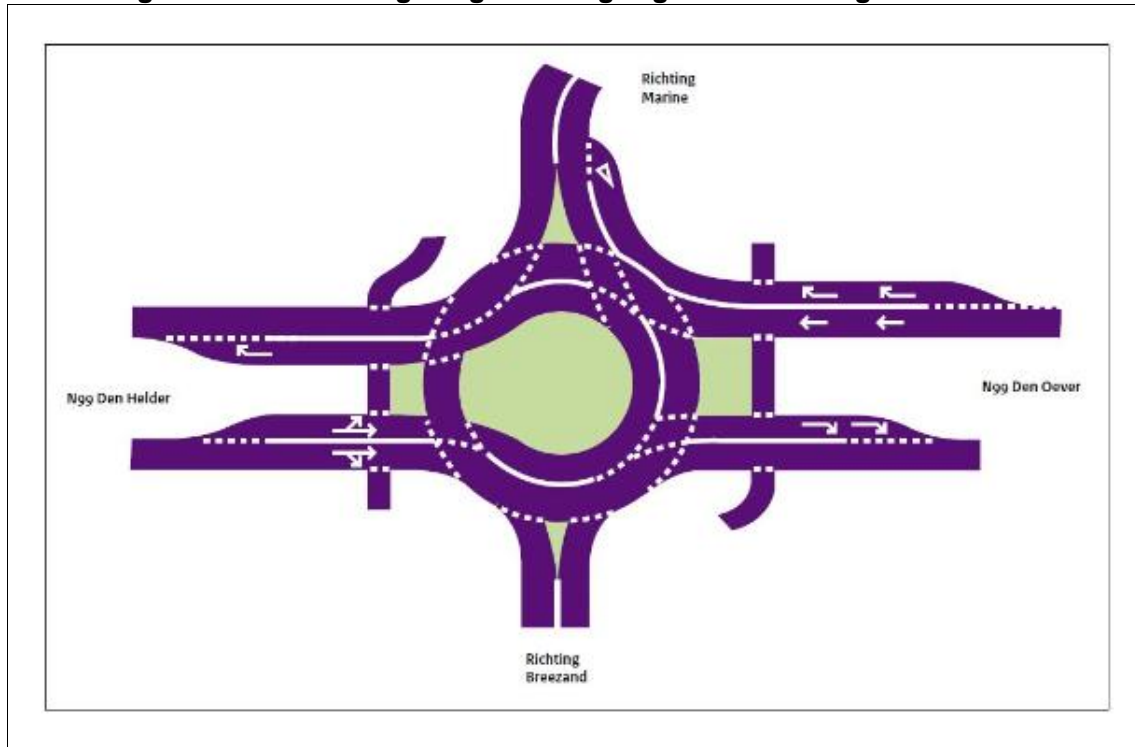 Richting
Marine
N99 Den Helder
N99 Den Oever
Richting
Breezand